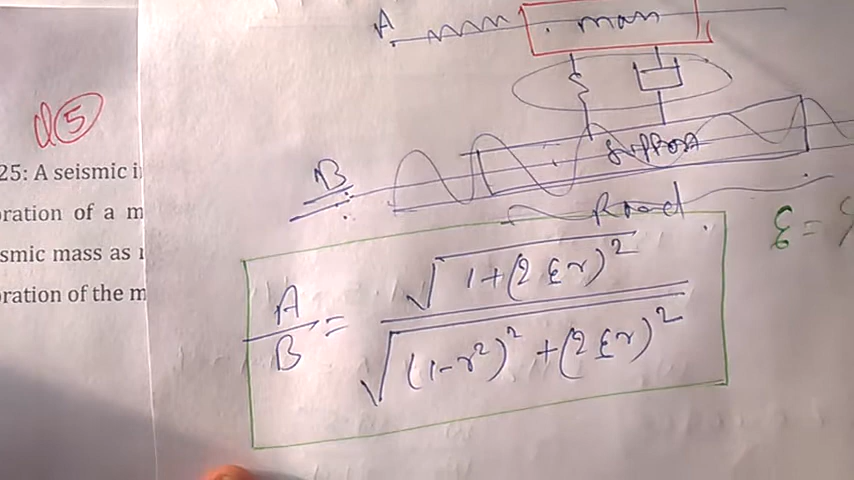 A mass
Q5
B support
Road
ξ =
A/B = √(1+(2ξr)²) / √((1-r²)²+(2ξr)²)
25: A seismic i
oration of a m
smic mass as
oration of the m